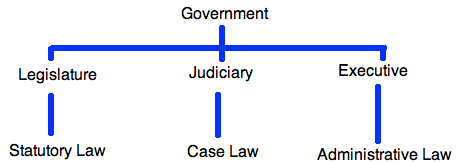 Government
Legislature
Judiciary
Executive
Statutory Law
Case Law
Administrative Law